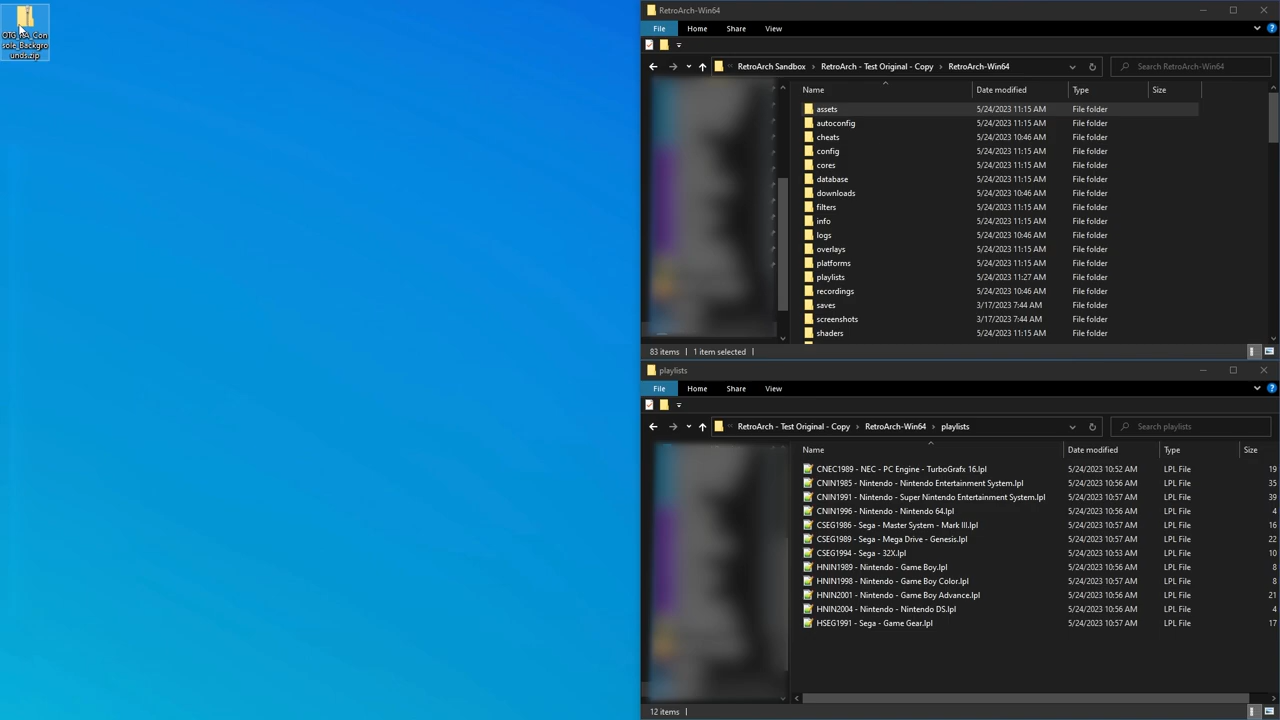 OTG_RA_Con
sole_Backgro
unds.zip
RetroArch-Win64
File Home Share View
RetroArch Sandbox › RetroArch - Test Original - Copy › RetroArch-Win64
Search RetroArch-Win64
Name Date modified Type Size
assets 5/24/2023 11:15 AM File folder
autoconfig 5/24/2023 11:15 AM File folder
cheats 5/24/2023 10:46 AM File folder
config 5/24/2023 11:15 AM File folder
cores 5/24/2023 11:15 AM File folder
database 5/24/2023 11:15 AM File folder
downloads 5/24/2023 10:46 AM File folder
filters 5/24/2023 11:15 AM File folder
info 5/24/2023 11:15 AM File folder
logs 5/24/2023 10:46 AM File folder
overlays 5/24/2023 11:15 AM File folder
platforms 5/24/2023 11:15 AM File folder
playlists 5/24/2023 11:27 AM File folder
recordings 5/24/2023 10:46 AM File folder
saves 3/17/2023 7:44 AM File folder
screenshots 3/17/2023 7:44 AM File folder
shaders 5/24/2023 11:15 AM File folder
83 items 1 item selected
playlists
File Home Share View
RetroArch - Test Original - Copy › RetroArch-Win64 › playlists
Search playlists
Name Date modified Type Size
CNEC1989 - NEC - PC Engine - TurboGrafx 16.lpl 5/24/2023 10:52 AM LPL File 19
CNIN1985 - Nintendo - Nintendo Entertainment System.lpl 5/24/2023 10:56 AM LPL File 35
CNIN1991 - Nintendo - Super Nintendo Entertainment System.lpl 5/24/2023 10:56 AM LPL File 39
CNIN1996 - Nintendo - Nintendo 64.lpl 5/24/2023 10:56 AM LPL File 4
CSEG1986 - Sega - Master System - Mark III.lpl 5/24/2023 10:57 AM LPL File 16
CSEG1989 - Sega - Mega Drive - Genesis.lpl 5/24/2023 10:57 AM LPL File 22
CSEG1994 - Sega - 32X.lpl 5/24/2023 10:53 AM LPL File 10
HNIN1989 - Nintendo - Game Boy.lpl 5/24/2023 10:56 AM LPL File 8
HNIN1998 - Nintendo - Game Boy Color.lpl 5/24/2023 10:57 AM LPL File 8
HNIN2001 - Nintendo - Game Boy Advance.lpl 5/24/2023 10:56 AM LPL File 21
HNIN2004 - Nintendo - Nintendo DS.lpl 5/24/2023 10:56 AM LPL File 4
HSEG1991 - Sega - Game Gear.lpl 5/24/2023 10:57 AM LPL File 17
12 items